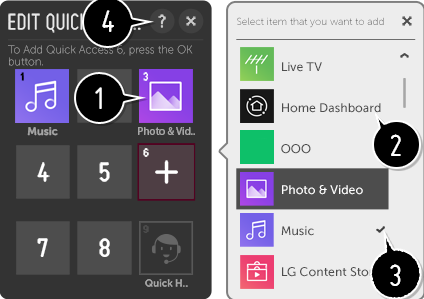 EDIT QUICK
4
?
×
To Add Quick Access 6, press the OK
button.
1
Music
1
3
Photo & Vid..
4
5
6
+
7
8
9
Quick H..
Select item that you want to add
×
Live TV
Home Dashboard
2
OOO
Photo & Video
Music
✓
LG Content Sto
3